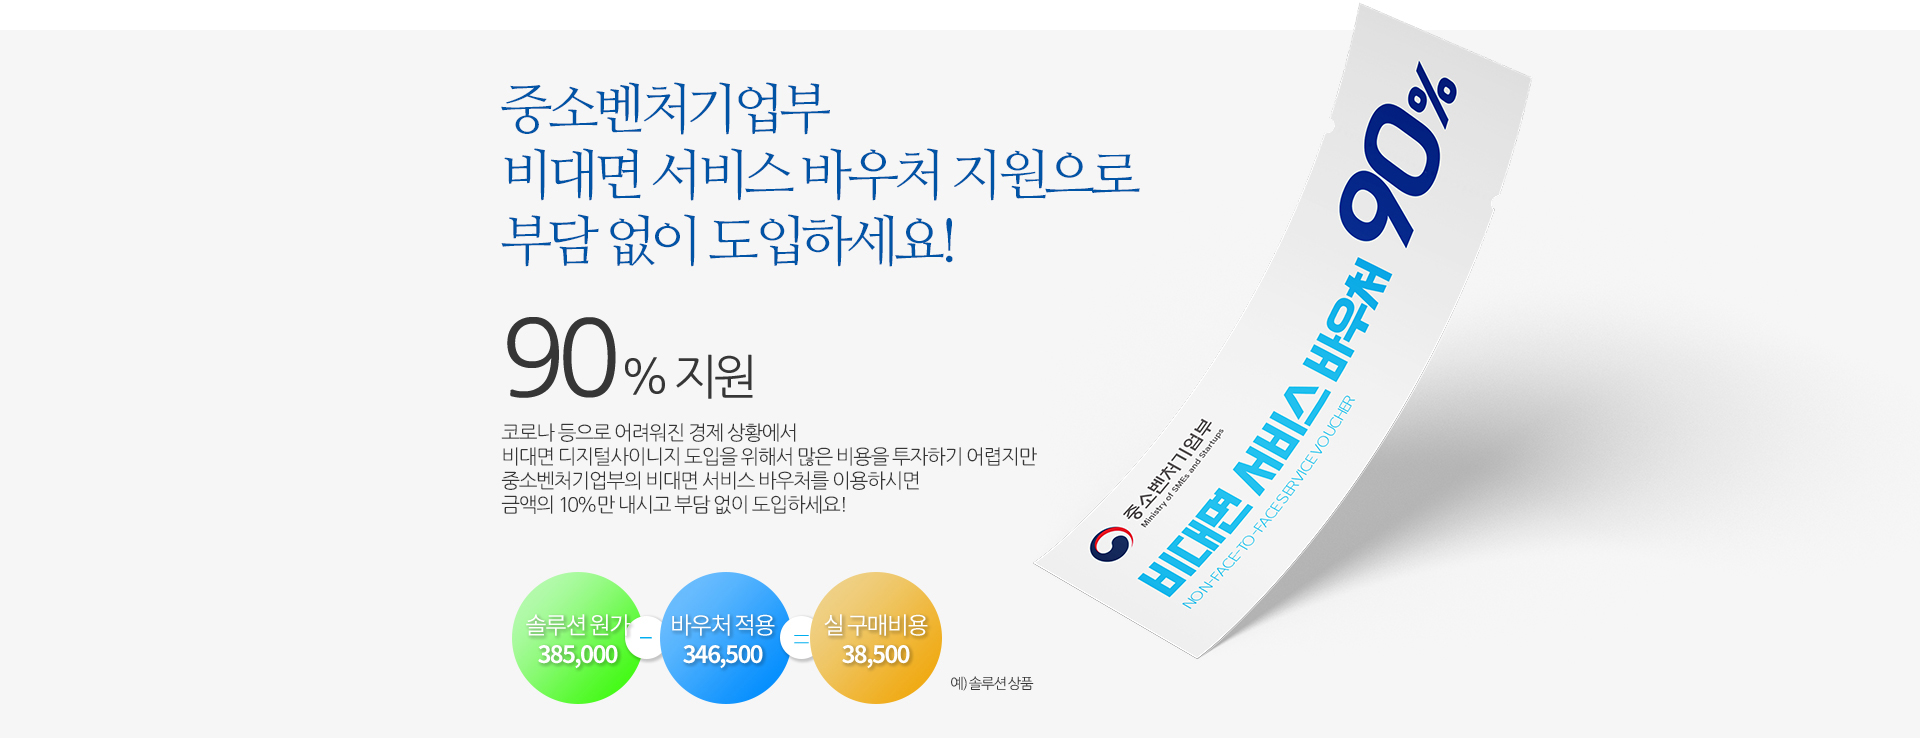 중소벤처기업부
비대면 서비스 바우처 지원으로
부담 없이 도입하세요!
90% 지원
코로나 등으로 어려워진 경제 상황에서
비대면 디지털사이니지 도입을 위해서 많은 비용을 투자하기 어렵지만
중소벤처기업부의 비대면 서비스 바우처를 이용하시면
금액의 10%만 내시고 부담 없이 도입하세요!
솔루션 원가
385,000
-
바우처 적용
346,500
=
실 구매비용
38,500
예) 솔루션 상품
중소벤처기업부
Ministry of SMEs and Startups
비대면 서비스 바우처 90%
NON-FACE-TO-FACE SERVICE VOUCHER